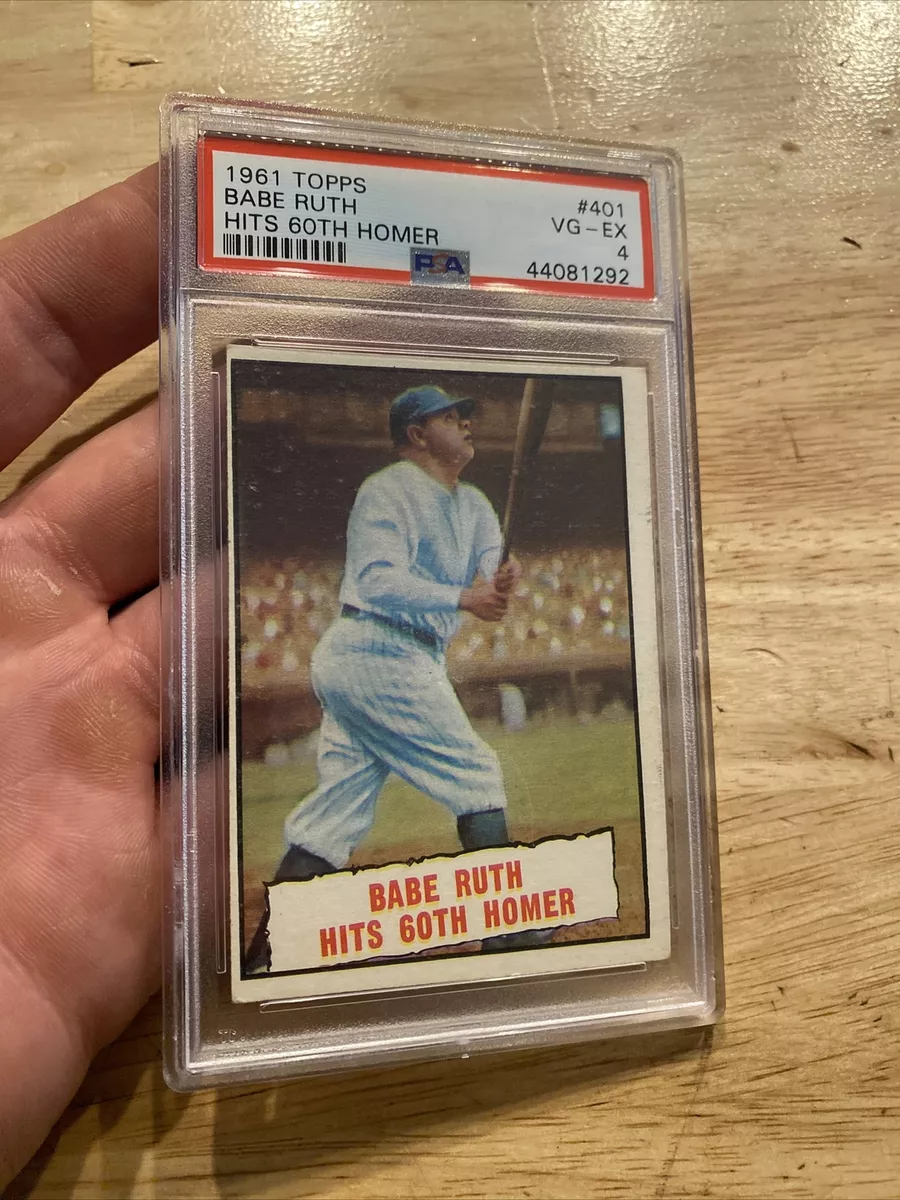 1961 TOPPS
BABE RUTH
HITS 60TH HOMER
#401
VG-EX
4
PSA
44081292
BABE RUTH
HITS 60TH HOMER